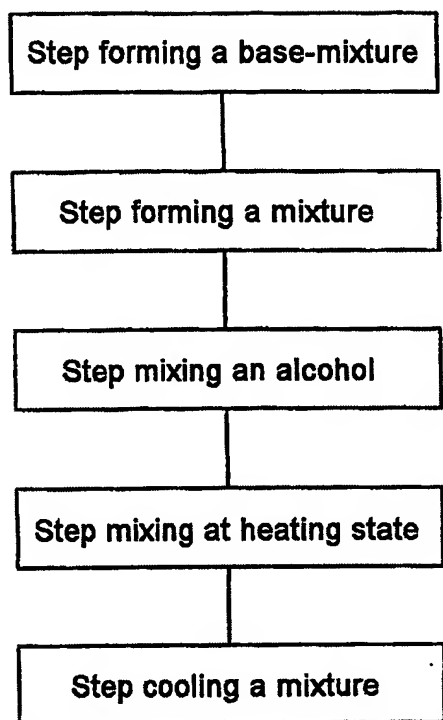 Step forming a base-mixture
Step forming a mixture
Step mixing an alcohol
Step mixing at heating state
Step cooling a mixture